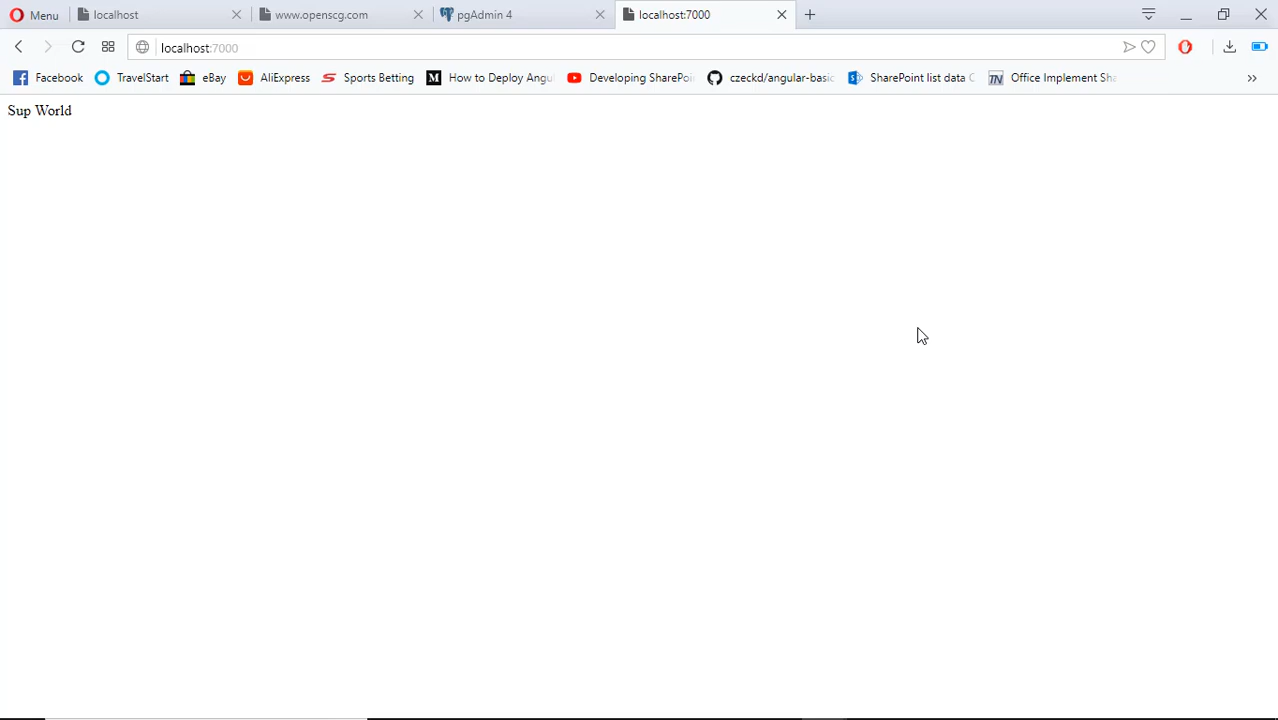 Menu localhost www.openscg.com pgAdmin 4 localhost:7000
localhost:7000
Facebook TravelStart eBay AliExpress Sports Betting How to Deploy Angu Developing SharePoi czeckd/angular-basic SharePoint list data C Office Implement Sha
Sup World